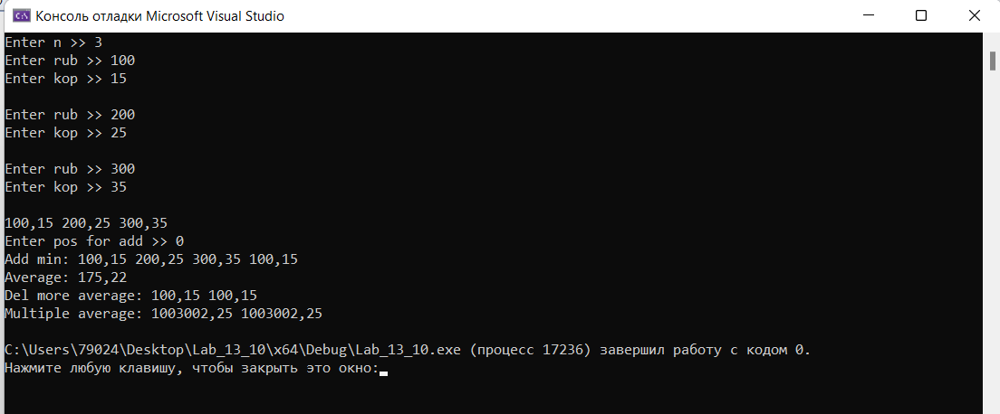 Консоль отладки Microsoft Visual Studio
Enter n >> 3
Enter rub >> 100
Enter kop >> 15
Enter rub >> 200
Enter kop >> 25
Enter rub >> 300
Enter kop >> 35
100,15 200,25 300,35
Enter pos for add >> 0
Add min: 100,15 200,25 300,35 100,15
Average: 175,22
Del more average: 100,15 100,15
Multiple average: 1003002,25 1003002,25
C:\Users\79024\Desktop\Lab_13_10\x64\Debug\Lab_13_10.exe (процесс 17236) завершил работу с кодом 0.
Нажмите любую клавишу, чтобы закрыть это окно: